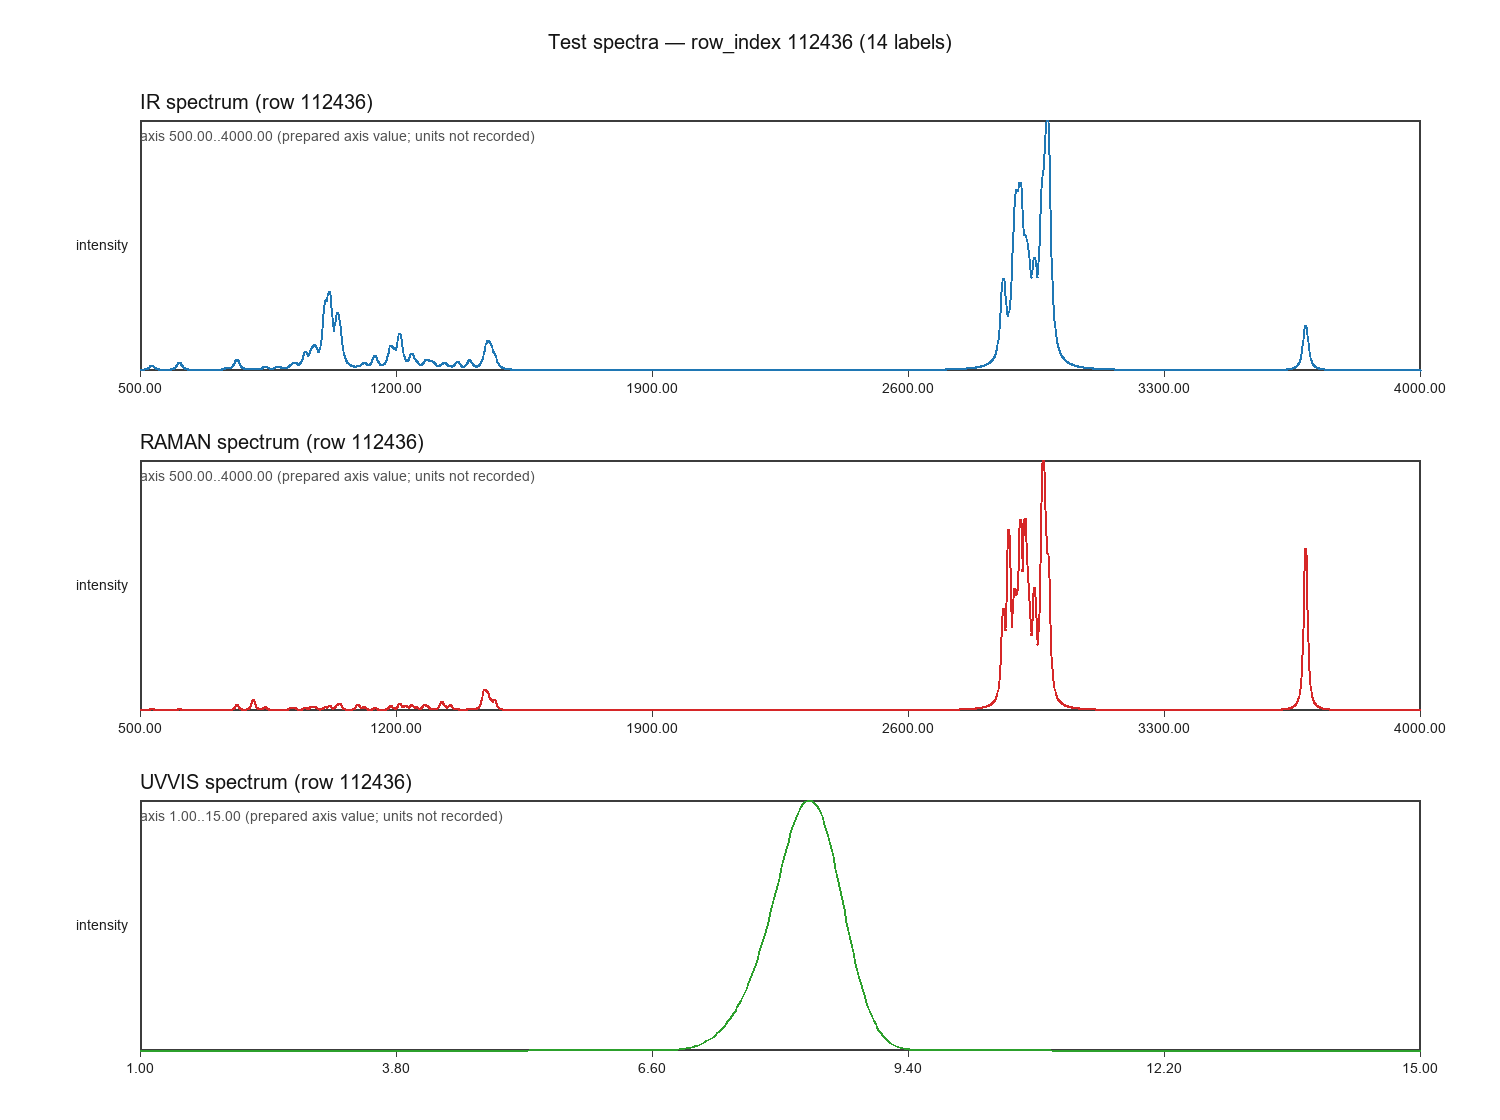 Test spectra — row_index 112436 (14 labels)
IR spectrum (row 112436)
axis 500.00..4000.00 (prepared axis value; units not recorded)
intensity
500.00 1200.00 1900.00 2600.00 3300.00 4000.00
RAMAN spectrum (row 112436)
axis 500.00..4000.00 (prepared axis value; units not recorded)
intensity
500.00 1200.00 1900.00 2600.00 3300.00 4000.00
UVVIS spectrum (row 112436)
axis 1.00..15.00 (prepared axis value; units not recorded)
intensity
1.00 3.80 6.60 9.40 12.20 15.00